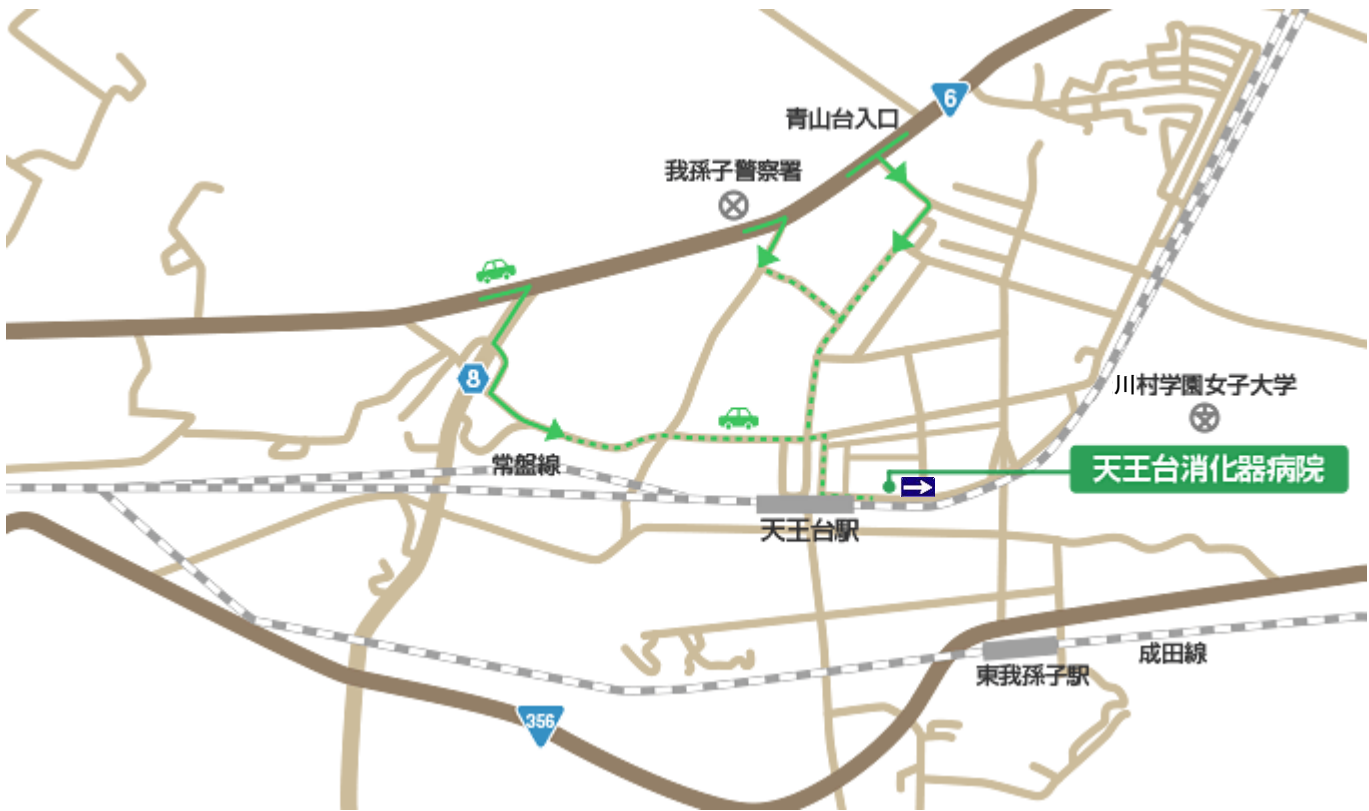 6
青山台入口
我孫子警察署
8
川村学園女子大学
常盤線
天王台消化器病院
天王台駅
成田線
東我孫子駅
356